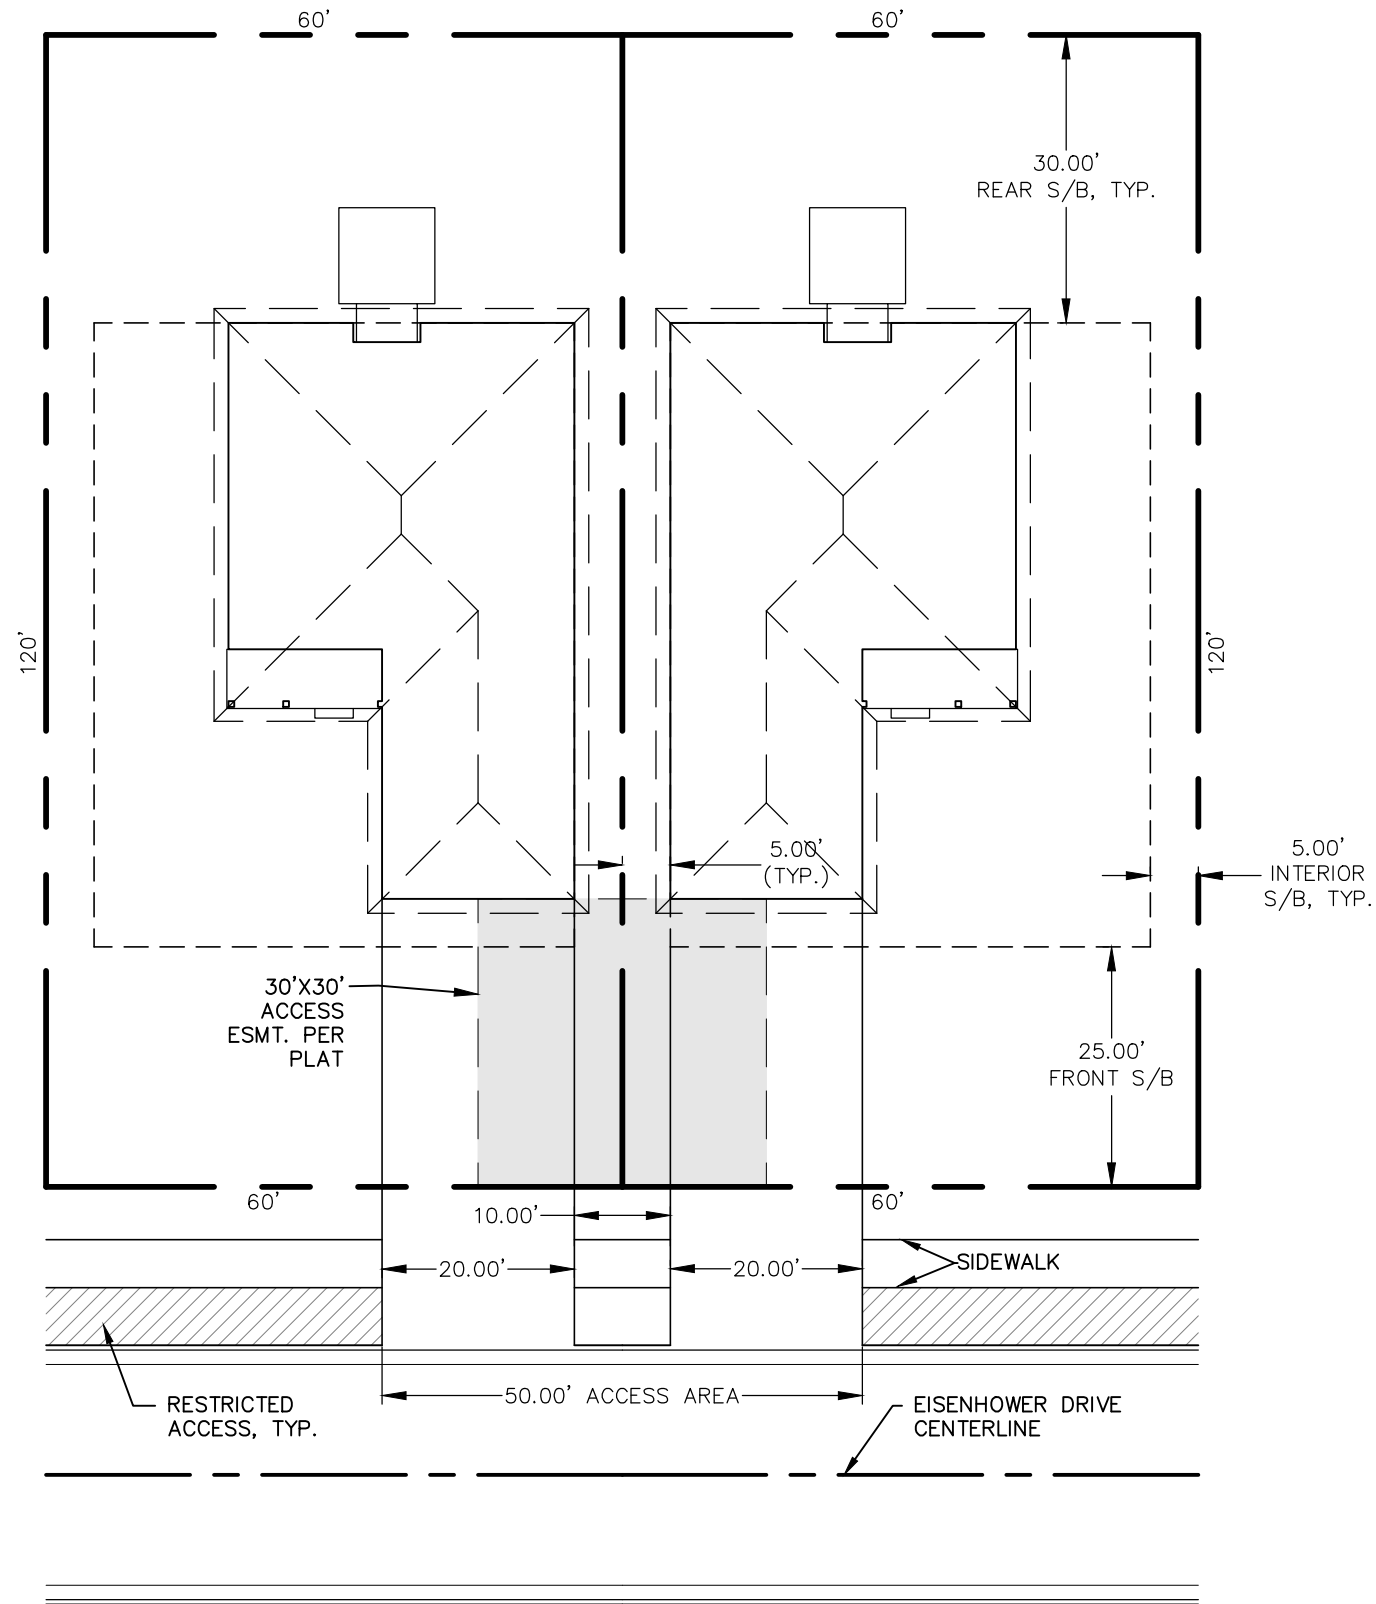 60'
60'
30.00'
REAR S/B, TYP.
120'
120'
5.00'
(TYP.)
5.00'
INTERIOR
S/B, TYP.
30'X30'
ACCESS
ESMT. PER
PLAT
25.00'
FRONT S/B
60'
60'
10.00'
20.00'
20.00'
SIDEWALK
50.00' ACCESS AREA
RESTRICTED
ACCESS, TYP.
EISENHOWER DRIVE
CENTERLINE